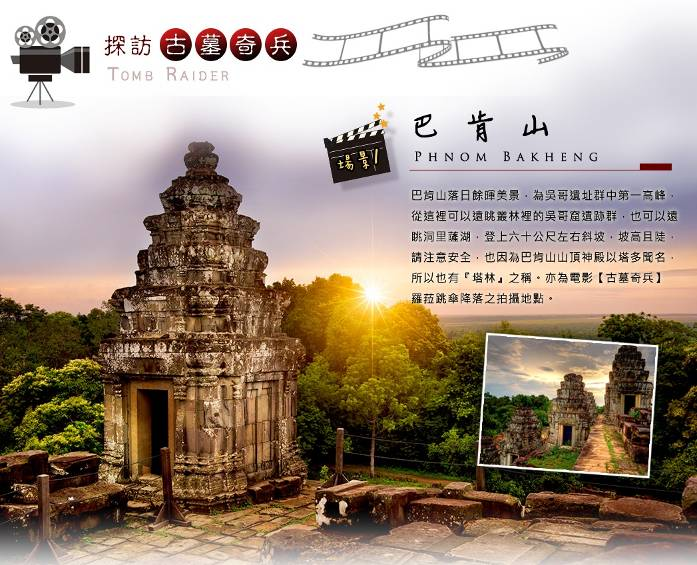 探訪古墓奇兵
TOMB RAIDER
場景1
巴肯山
PHNOM BAKHENG
巴肯山落日餘暉美景，為吳哥遺址群中第一高峰，
從這裡可以遠眺叢林裡的吳哥窟遺跡群，也可以遠
眺洞里薩湖，登上六十公尺左右斜坡，坡高且陡，
請注意安全，也因為巴肯山山頂神殿以塔多聞名，
所以也有『塔林』之稱。亦為電影【古墓奇兵】
羅菈跳傘降落之拍攝地點。